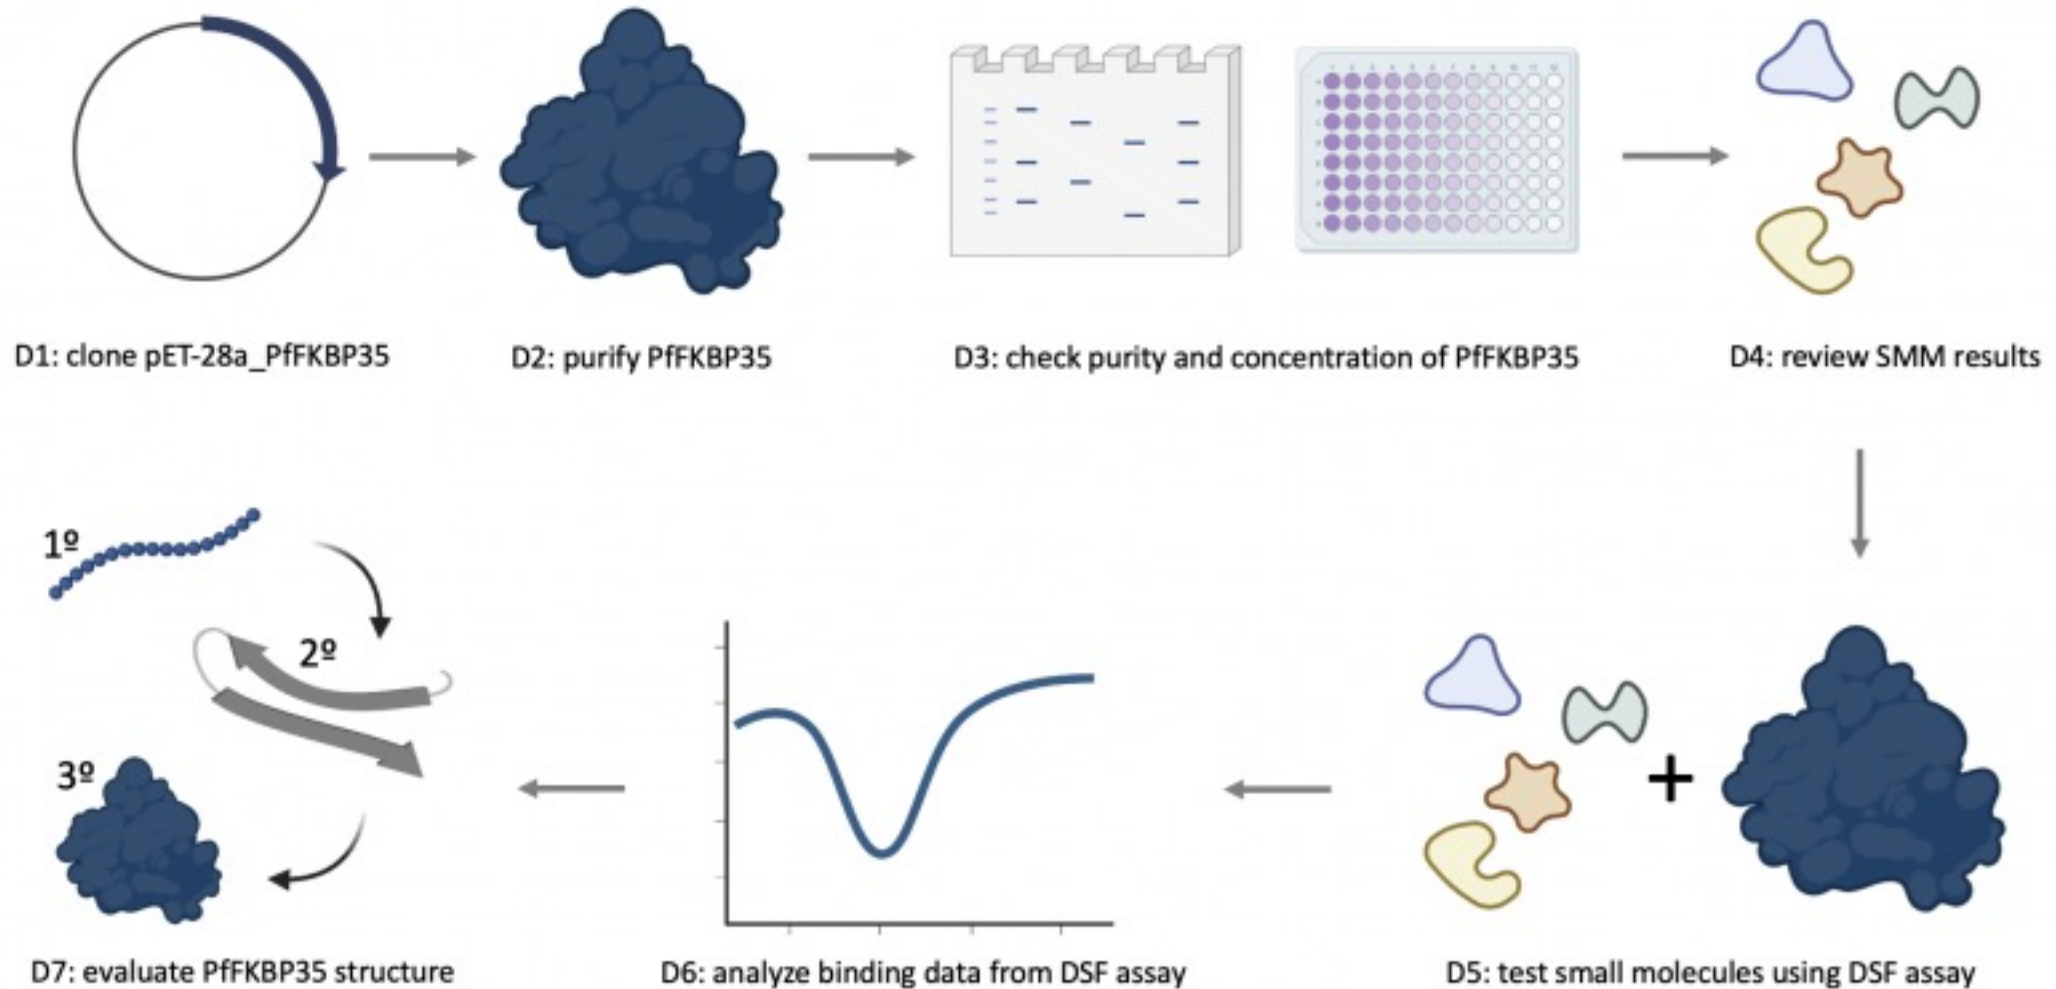 D1: clone pET-28a_PfFKBP35
D2: purify PfFKBP35
D3: check purity and concentration of PfFKBP35
D4: review SMM results
1º
2º
3º
D7: evaluate PfFKBP35 structure
D6: analyze binding data from DSF assay
+
D5: test small molecules using DSF assay